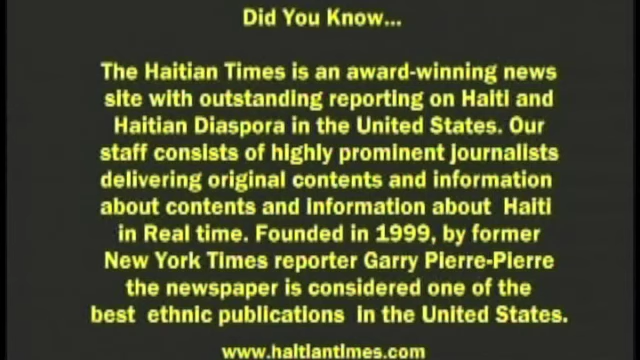 Did You Know...
The Haitian Times is an award-winning news
site with outstanding reporting on Haiti and
Haitian Diaspora in the United States. Our
staff consists of highly prominent journalists
delivering original contents and information
about contents and information about Haiti
in Real time. Founded in 1999, by former
New York Times reporter Garry Pierre-Pierre
the newspaper is considered one of the
best ethnic publications in the United States.
www.haitiantimes.com